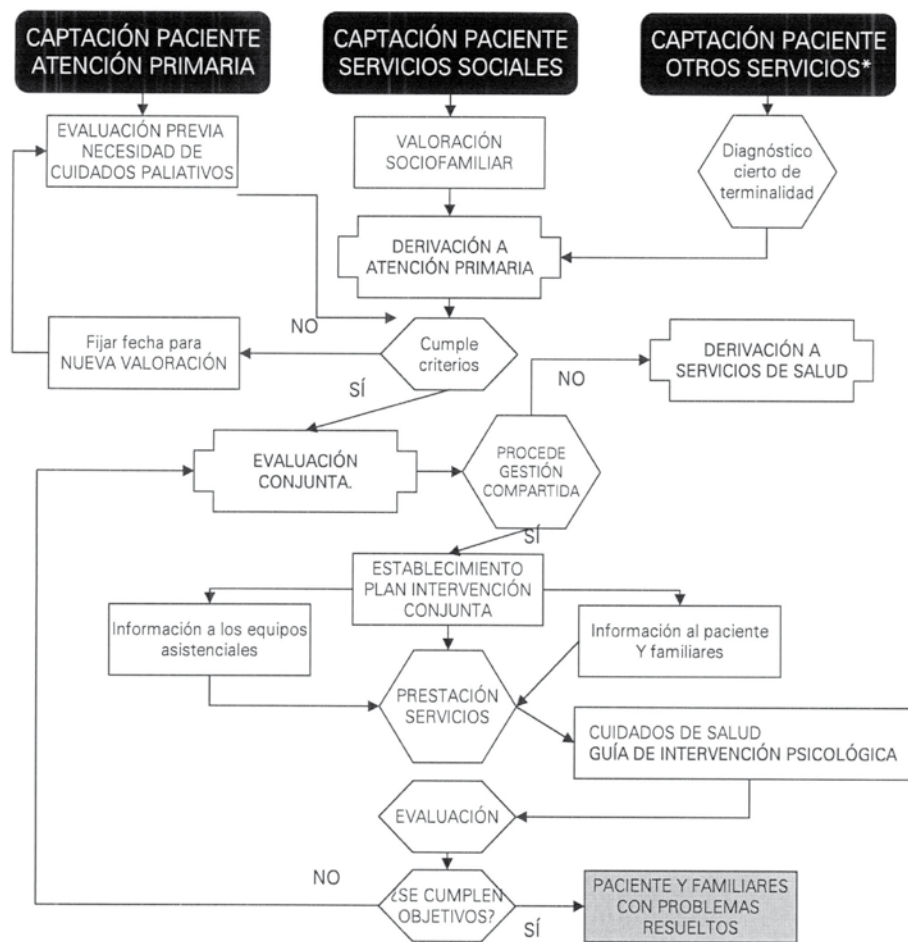 CAPTACIÓN PACIENTE
ATENCIÓN PRIMARIA
CAPTACIÓN PACIENTE
SERVICIOS SOCIALES
CAPTACIÓN PACIENTE
OTROS SERVICIOS*
EVALUACIÓN PREVIA
NECESIDAD DE
CUIDADOS PALIATIVOS
VALORACIÓN
SOCIOFAMILIAR
Diagnóstico
cierto de
terminalidad
DERIVACIÓN A
ATENCIÓN PRIMARIA
NO
Fijar fecha para
NUEVA VALORACIÓN
Cumple
criterios
DERIVACIÓN A
SERVICIOS DE SALUD
NO
SÍ
EVALUACIÓN
CONJUNTA.
PROCEDE
GESTIÓN
COMPARTIDA
SÍ
ESTABLECIMIENTO
PLAN INTERVENCIÓN
CONJUNTA
Información a los equipos
asistenciales
Información al paciente
Y familiares
PRESTACIÓN
SERVICIOS
CUIDADOS DE SALUD
GUÍA DE INTERVENCIÓN PSICOLÓGICA
EVALUACIÓN
NO
¿SE CUMPLEN
OBJETIVOS?
SÍ
PACIENTE Y FAMILIARES
CON PROBLEMAS
RESUELTOS